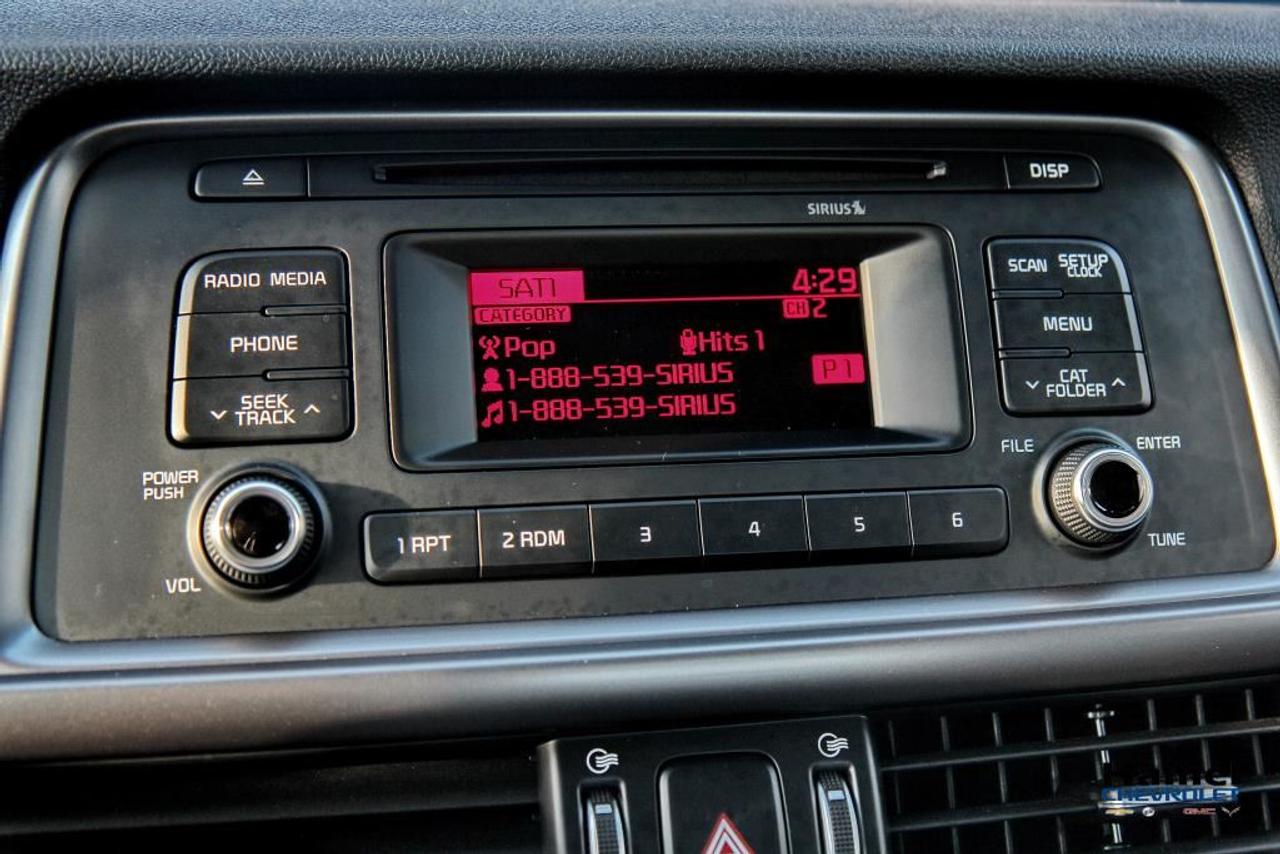 DISP
SIRIUS
RADIO MEDIA
PHONE
SEEK
TRACK
SCAN SETUP
CLOCK
MENU
CAT
FOLDER
SAT1 4:29
CATEGORY CH 2
Pop Hits 1
1-888-539-SIRIUS P1
1-888-539-SIRIUS
POWER
PUSH
VOL
FILE ENTER
TUNE
1 RPT 2 RDM 3 4 5 6
CHEVROLET
GMC